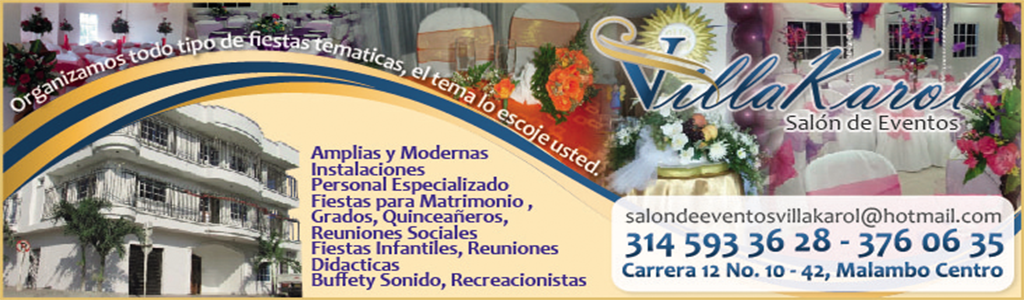 Organizamos todo tipo de fiestas tematicas, el tema lo escoje usted.
VillaKarol
Salón de Eventos
Amplias y Modernas
Instalaciones
Personal Especializado
Fiestas para Matrimonio ,
Grados, Quinceañeros,
Reuniones Sociales
Fiestas Infantiles, Reuniones
Didacticas
Buffety Sonido, Recreacionistas
salondeeventosvillakarol@hotmail.com
314 593 36 28 - 376 06 35
Carrera 12 No. 10 - 42, Malambo Centro